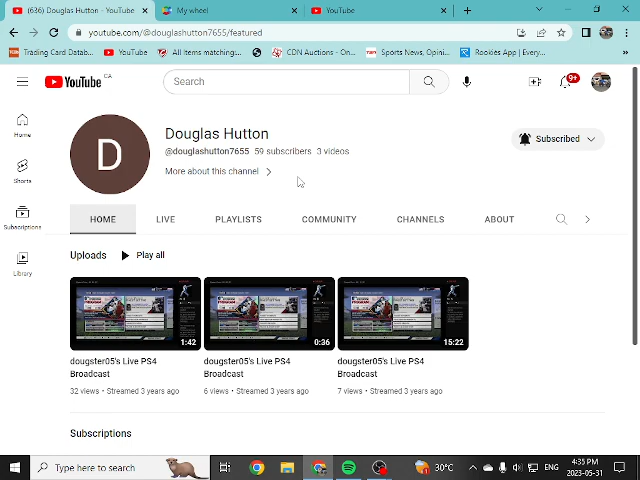 (636) Douglas Hutton - YouTube
My wheel
YouTube
youtube.com/@douglashutton7655/featured
Trading Card Datab...
YouTube
All Items matching:...
CDN Auctions - On...
Sports News, Opini...
Rookies App | Every...
YouTube CA
Search
9+
Home
Shorts
Subscriptions
Library
D
Douglas Hutton
@douglashutton7655 59 subscribers 3 videos
More about this channel
Subscribed
HOME LIVE PLAYLISTS COMMUNITY CHANNELS ABOUT
Uploads Play all
1:42
0:36
15:22
dougster05's Live PS4 Broadcast
32 views • Streamed 3 years ago
dougster05's Live PS4 Broadcast
6 views • Streamed 3 years ago
dougster05's Live PS4 Broadcast
7 views • Streamed 3 years ago
Subscriptions
Type here to search
30°C
ENG
4:35 PM
2023-05-31